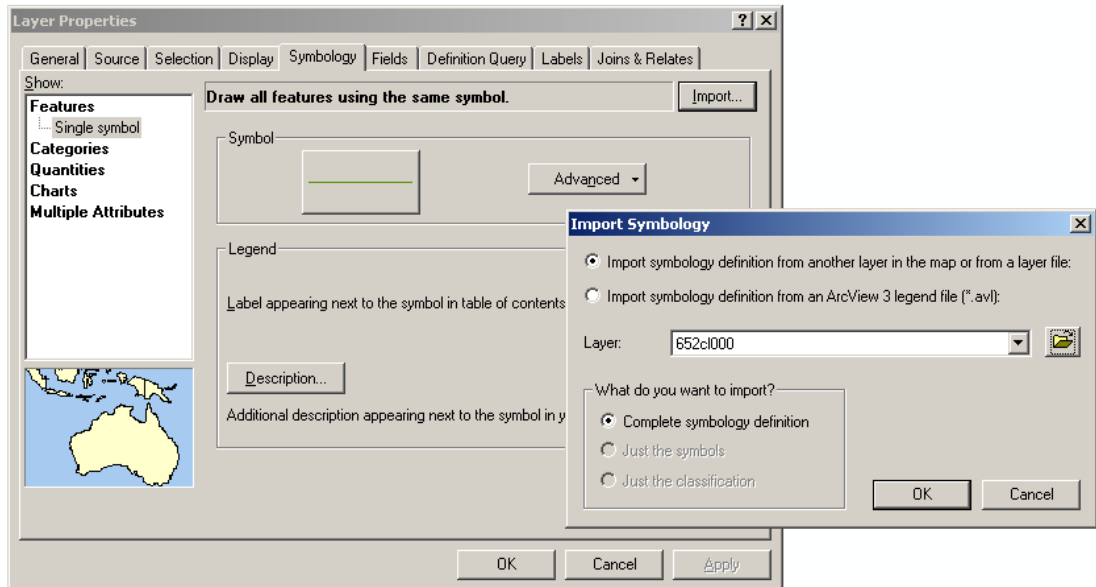 Layer Properties
General Source Selection Display Symbology Fields Definition Query Labels Joins & Relates
Show:
Features
Single symbol
Categories
Quantities
Charts
Multiple Attributes
Draw all features using the same symbol.
Import...
Symbol
Advanced
Legend
Label appearing next to the symbol in table of contents
Description...
Additional description appearing next to the symbol in y
OK Cancel Apply
Import Symbology
Import symbology definition from another layer in the map or from a layer file:
Import symbology definition from an ArcView 3 legend file (*.avl):
Layer: 652cl000
What do you want to import?
Complete symbology definition
Just the symbols
Just the classification
OK Cancel